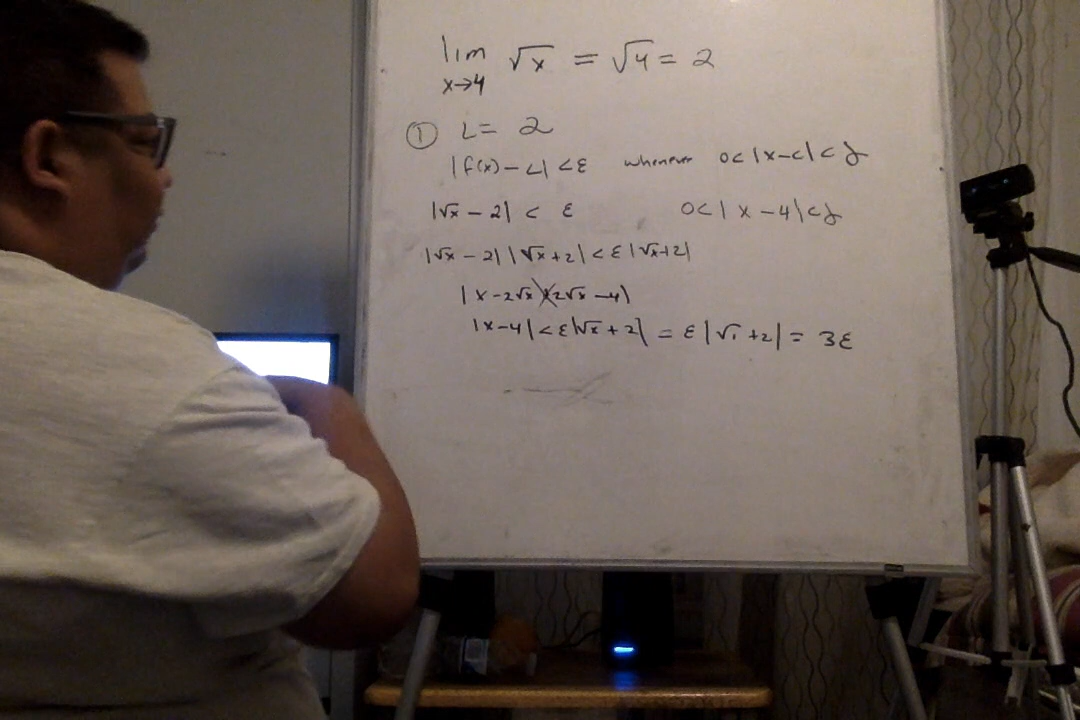 lim √x = √4 = 2
x→4
① L = 2
|f(x) - L| < ε whenever 0 < |x - c| < δ
|√x - 2| < ε 0 < | x - 4| < δ
|√x - 2| |√x + 2| < ε |√x + 2|
| x - 2√x + 2√x - 4|
|x - 4| < ε|√x + 2| = ε |√1 + 2| = 3ε